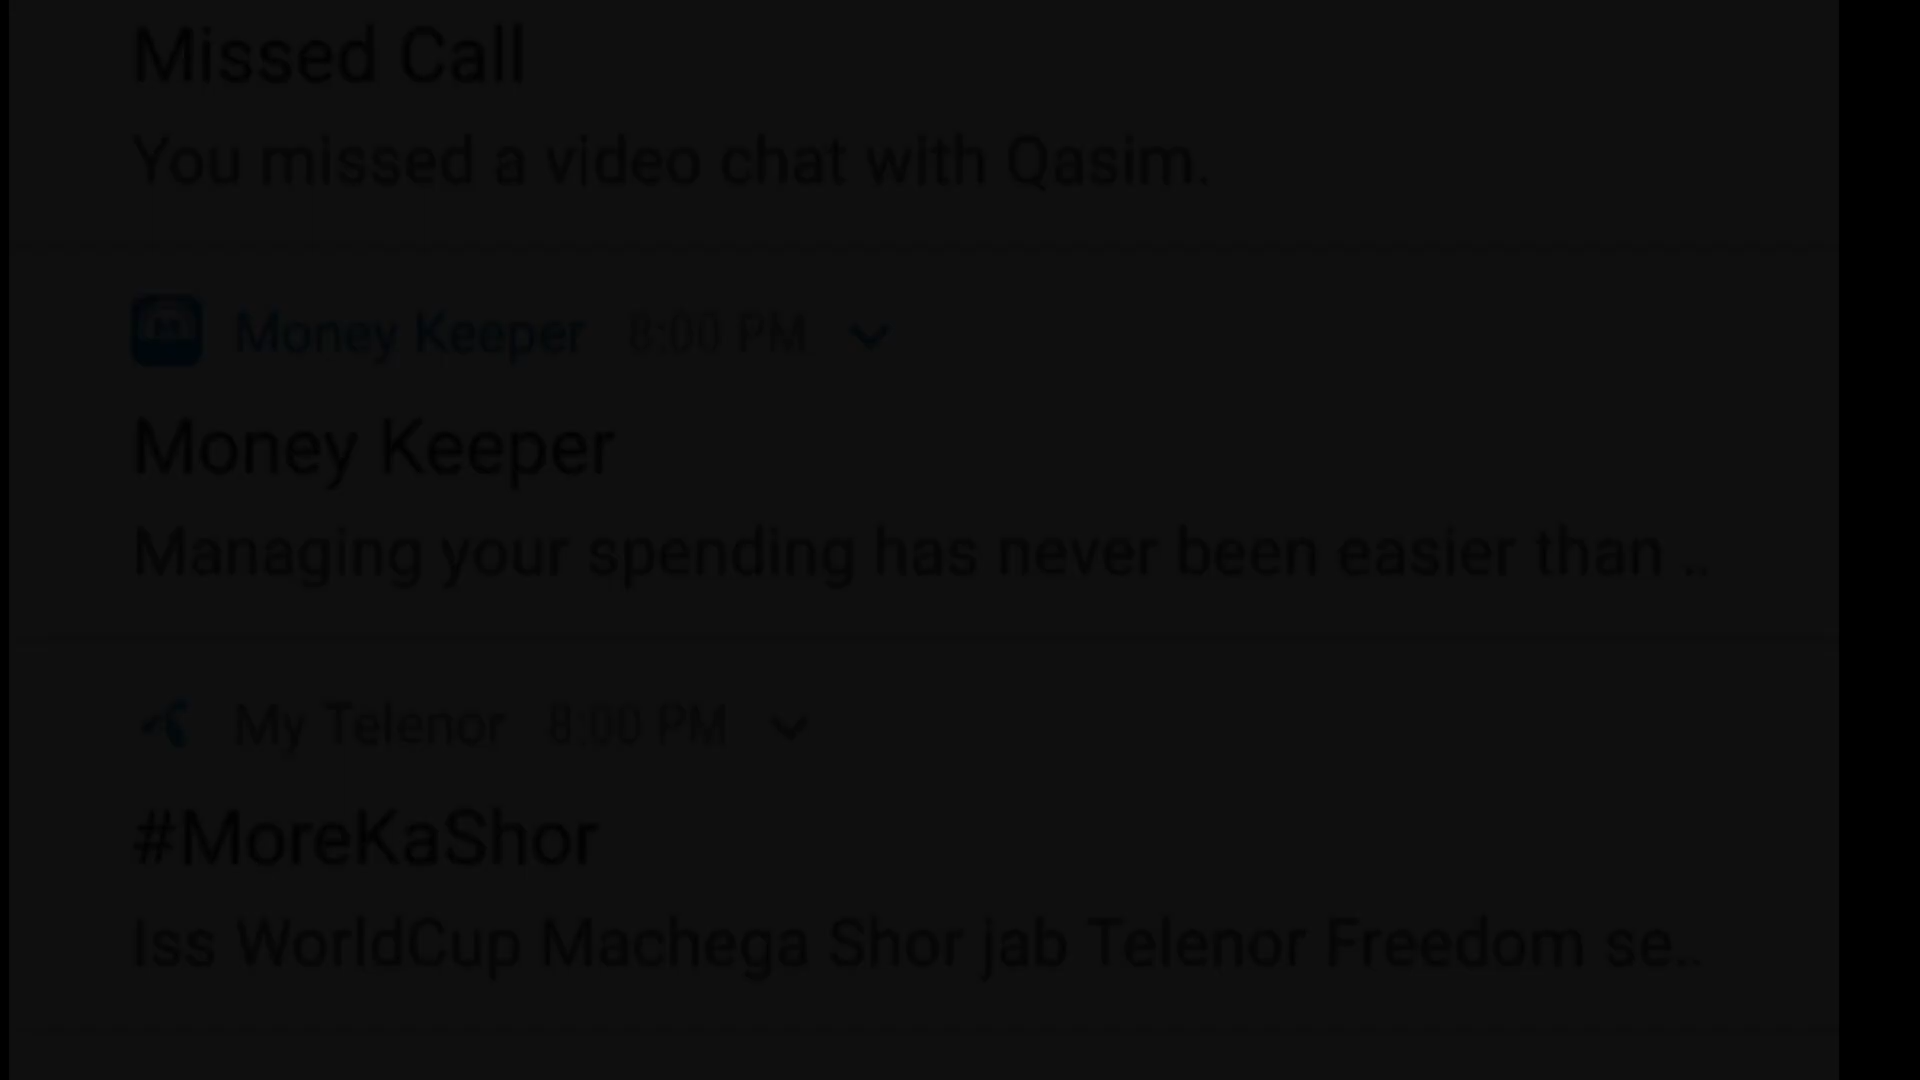 Missed Call
You missed a video chat with Qasim.
Money Keeper 8:00 PM
Money Keeper
Managing your spending has never been easier than ..
My Telenor 8:00 PM
#MoreKaShor
Iss WorldCup Machega Shor jab Telenor Freedom se..